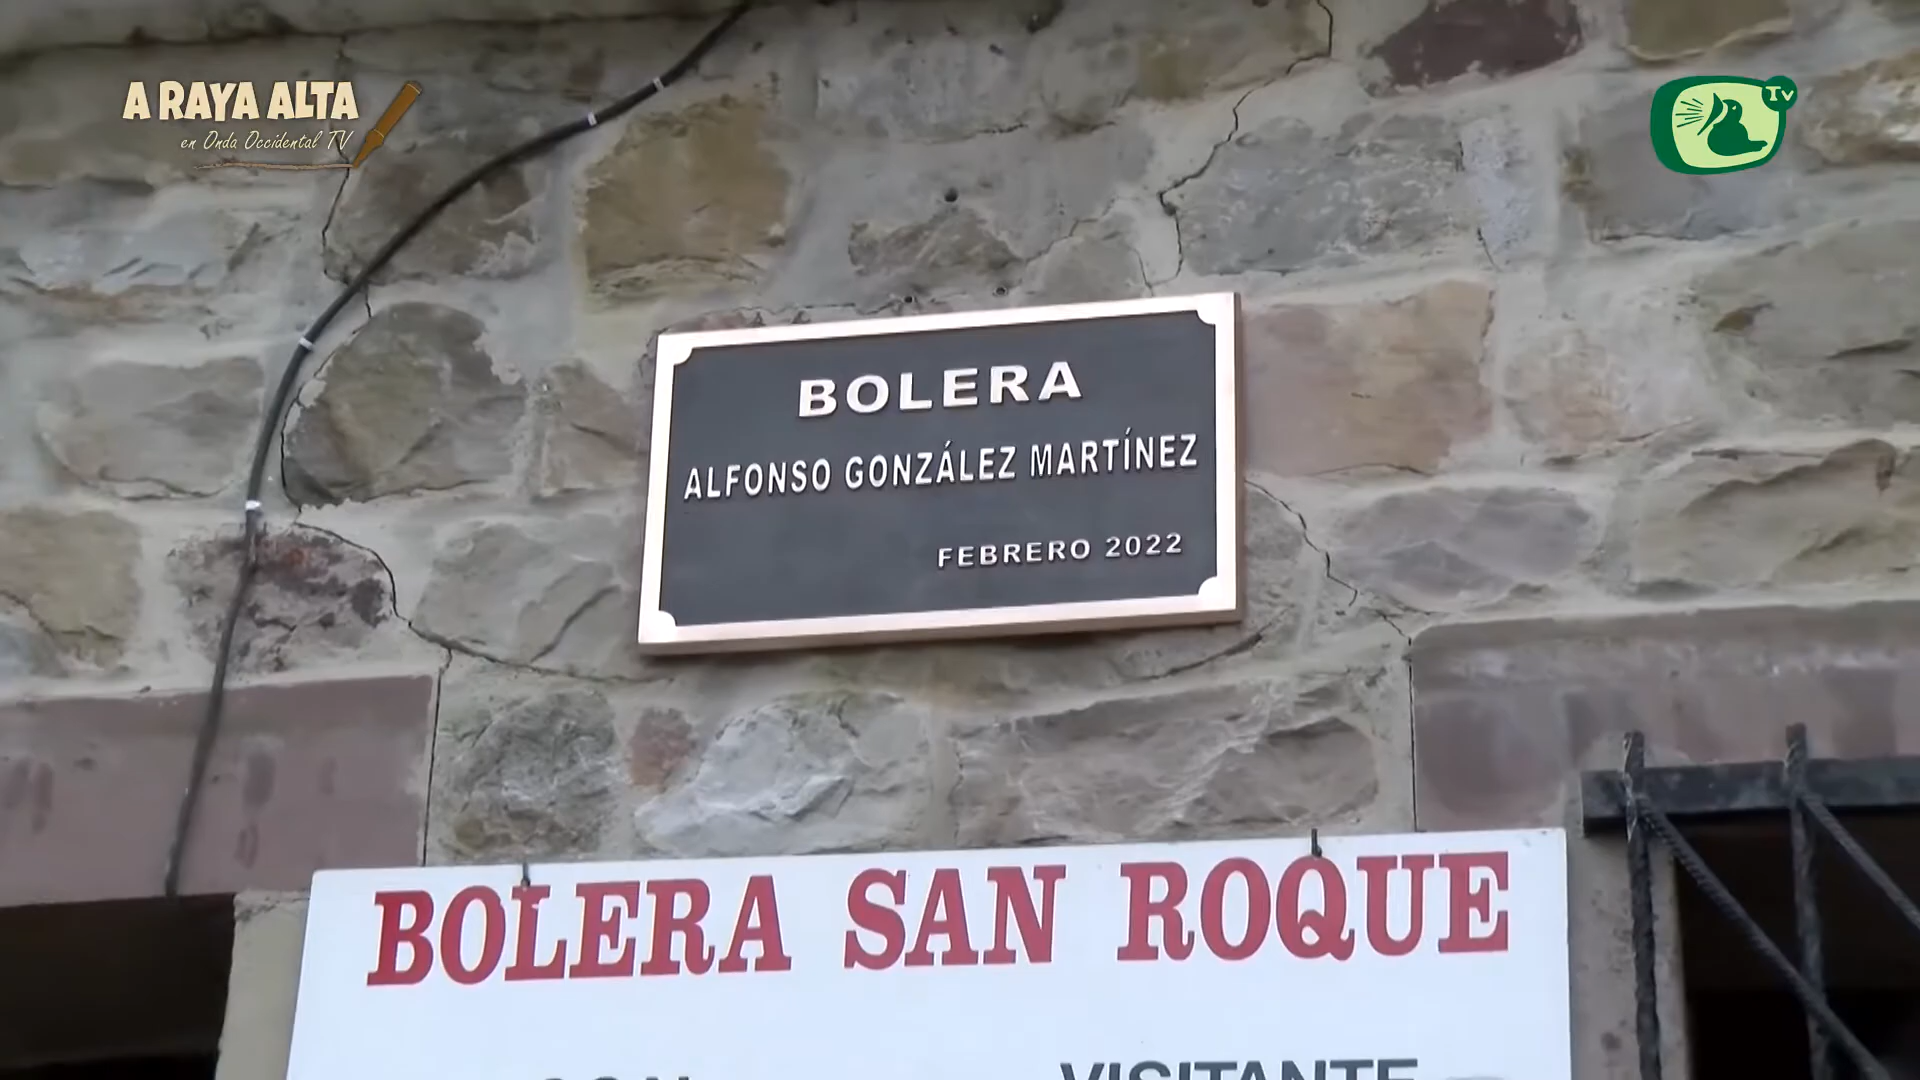 A RAYA ALTA
en Onda Occidental TV
TV
BOLERA
ALFONSO GONZÁLEZ MARTÍNEZ
FEBRERO 2022
BOLERA SAN ROQUE
VISITANTE